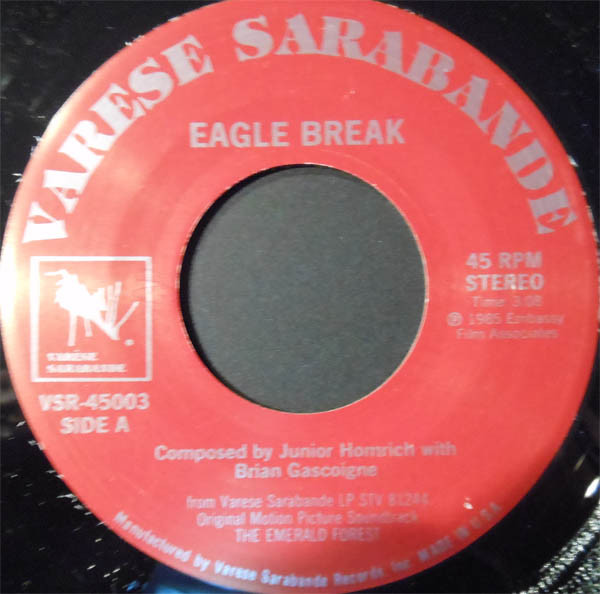 VARESE SARABANDE
EAGLE BREAK
45 RPM
STEREO
Time 3:08
℗ 1985 Embassy
Film Associates
VARÈSE
SARABANDE
VSR-45003
SIDE A
Composed by Junior Homrich with
Brian Gascoigne
from Varese Sarabande LP STV 81244
Original Motion Picture Soundtrack
THE EMERALD FOREST
Manufactured by Varese Sarabande Records, Inc. MADE IN U.S.A.